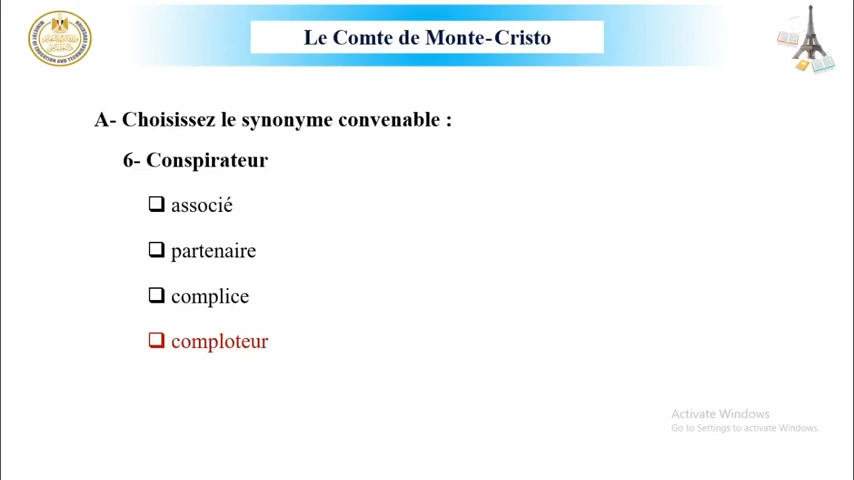 Le Comte de Monte-Cristo
A- Choisissez le synonyme convenable :
6- Conspirateur
associé
partenaire
complice
comploteur
Activate Windows
Go to Settings to activate Windows.